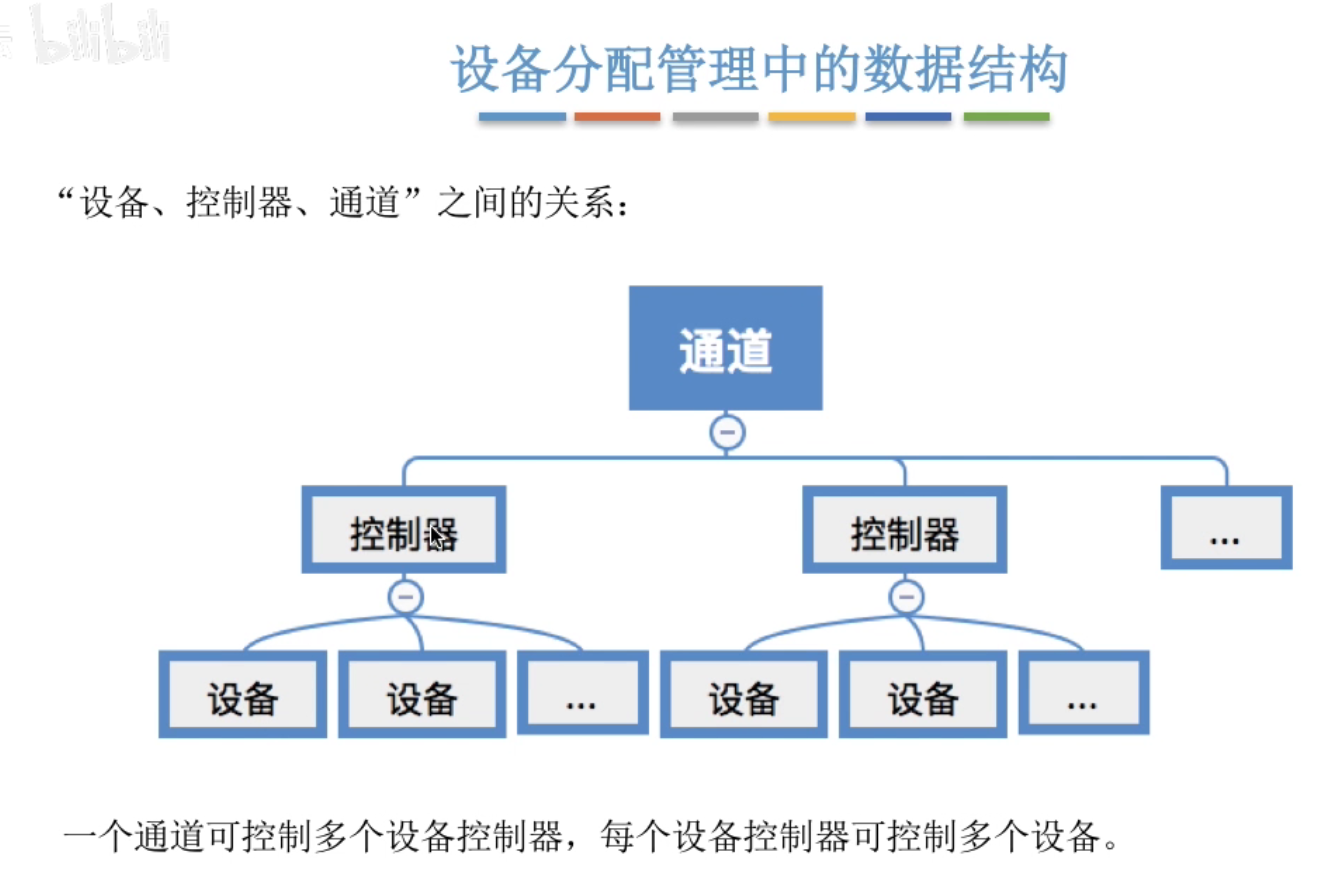 bilibili
设备分配管理中的数据结构
“设备、控制器、通道”之间的关系：
通道
控制器 控制器 ...
设备 设备 ... 设备 设备 ...
一个通道可控制多个设备控制器，每个设备控制器可控制多个设备。